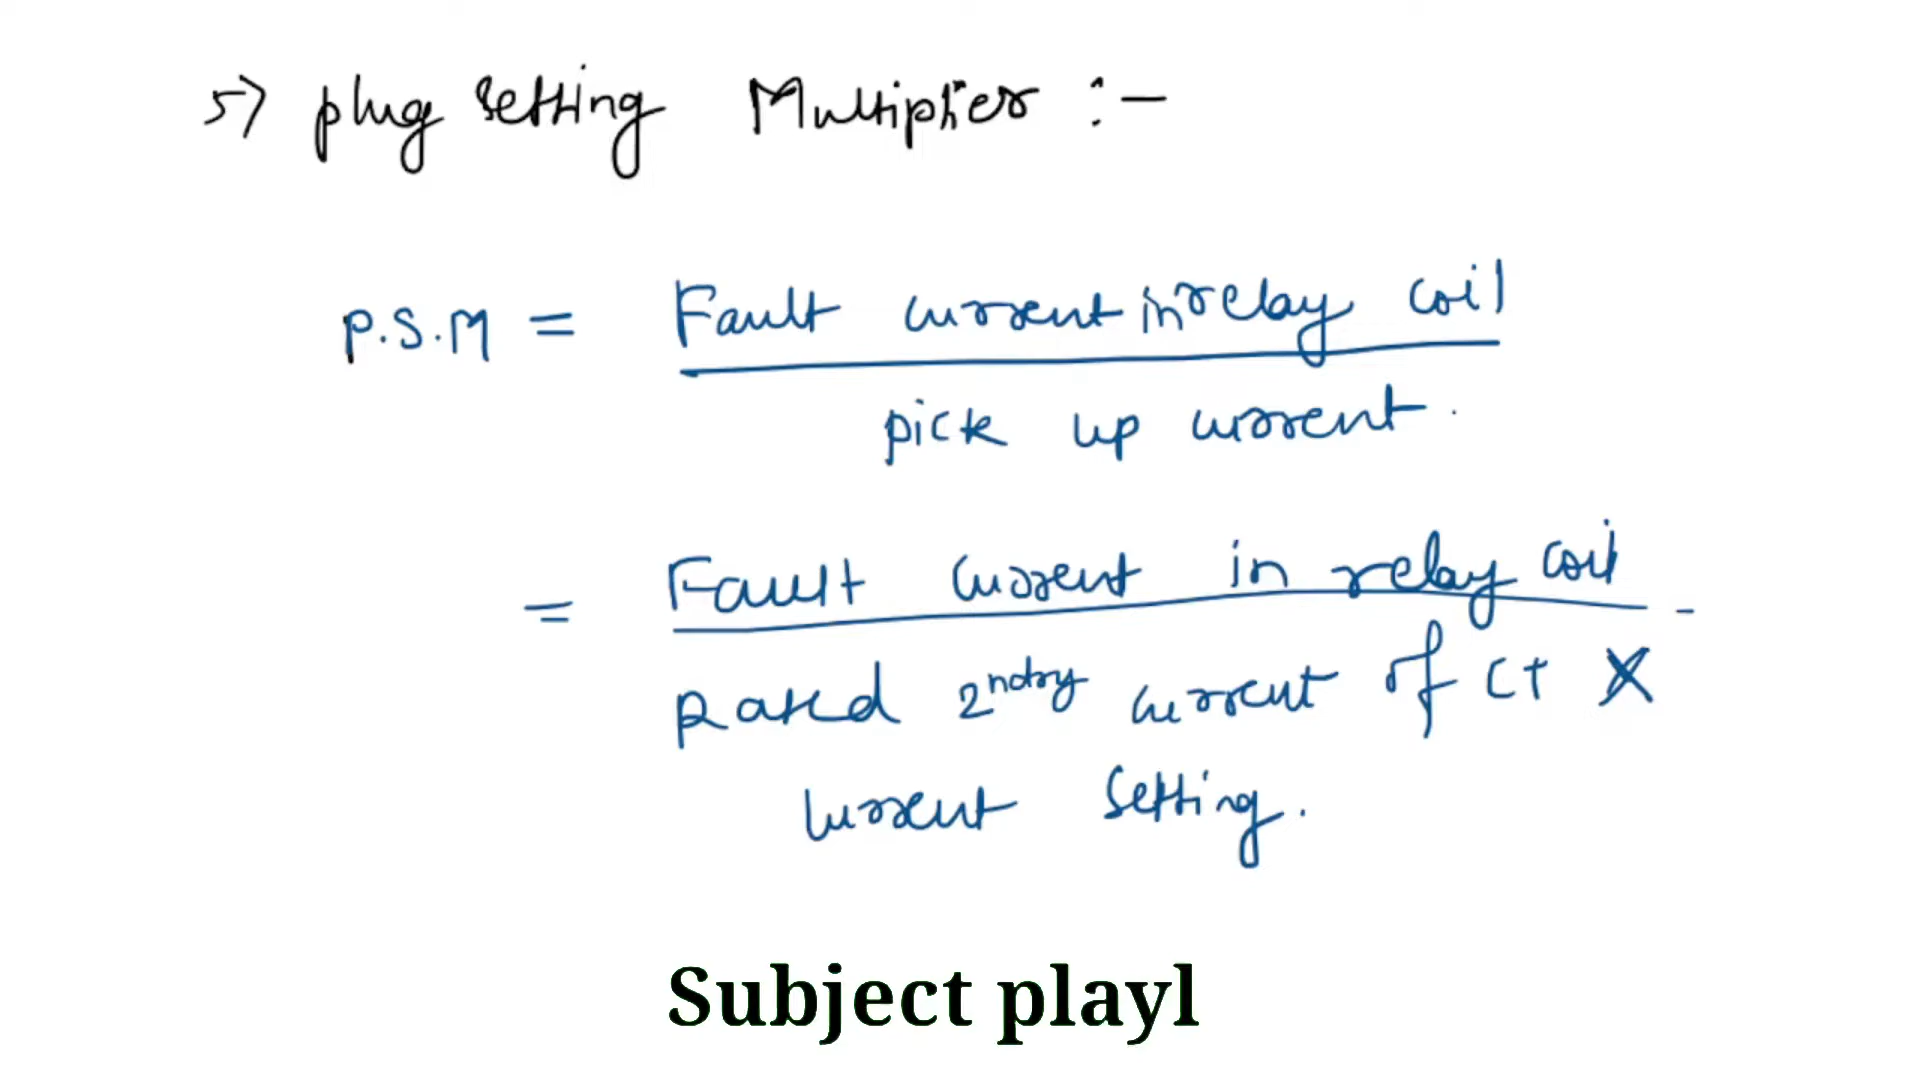 5) plug setting Multiplier :-
P.S.M = Fault current in relay coil
pick up current.
= Fault current in relay coil
Rated 2ndry current of CT X
current setting.
Subject playl